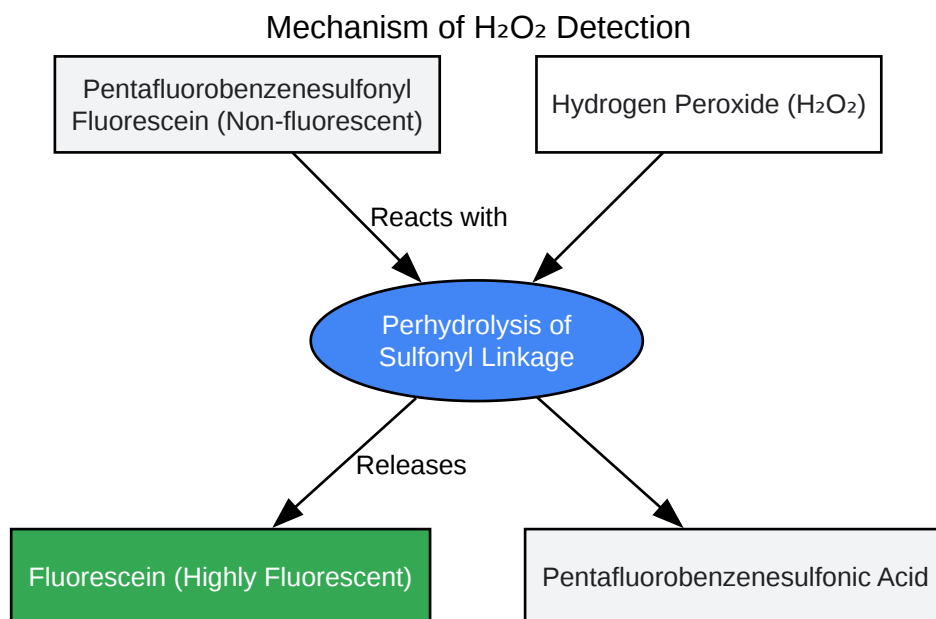 Mechanism of H₂O₂ Detection
Pentafluorobenzenesulfonyl
Fluorescein (Non-fluorescent)
Hydrogen Peroxide (H₂O₂)
Reacts with
Perhydrolysis of
Sulfonyl Linkage
Releases
Fluorescein (Highly Fluorescent)
Pentafluorobenzenesulfonic Acid